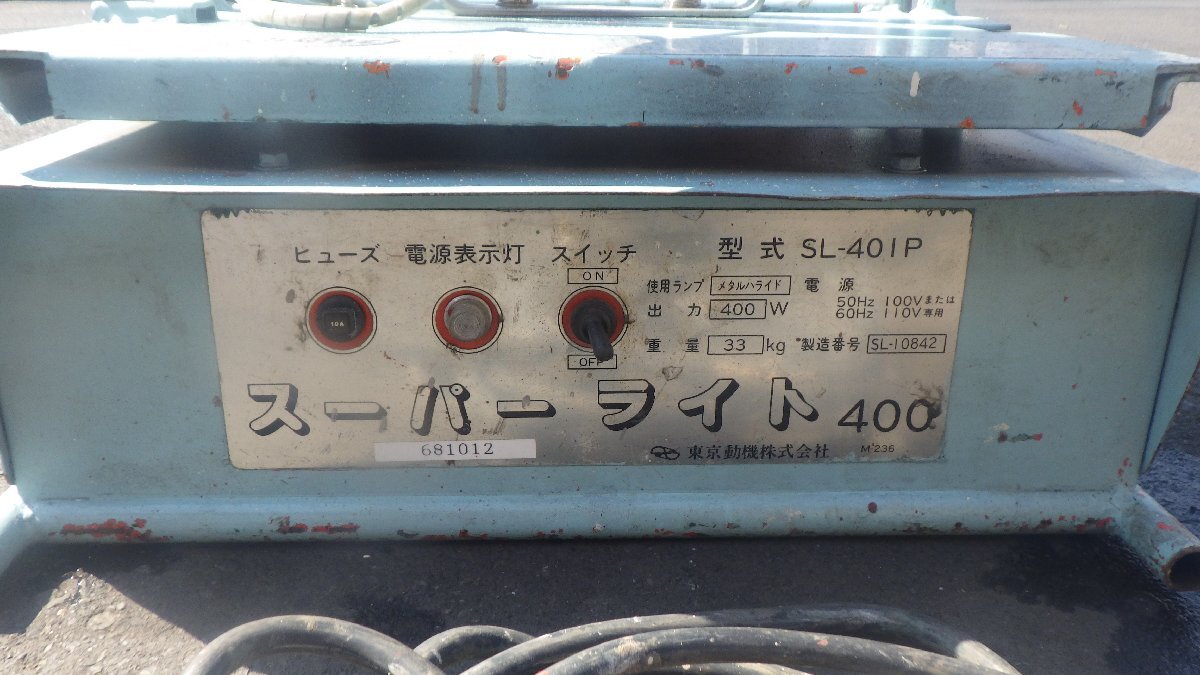 ヒューズ 電源表示灯 スイッチ 型式 SL-401P
ON
使用ランプ メタルハライド 電源
10A
出力 400 W 50Hz 100Vまたは
60Hz 110V専用
重量 33 kg 製造番号 SL-10842
OFF
スーパーライト 400
681012
東京動機株式会社 M-236